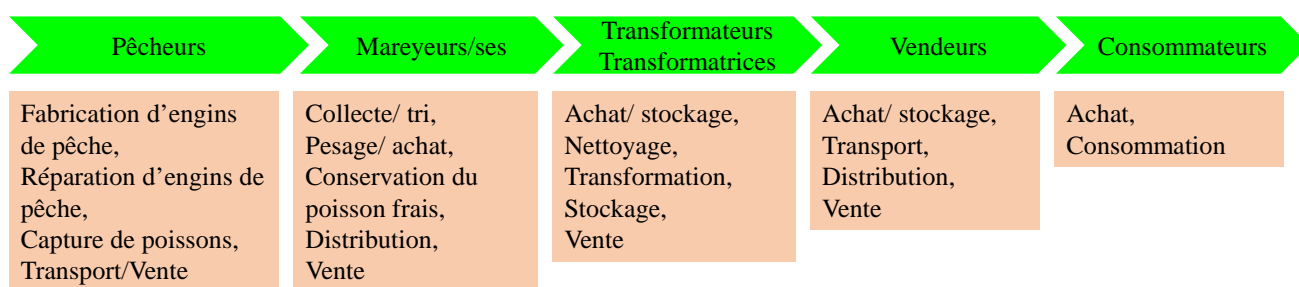 Pêcheurs
Mareyeurs/ses
Transformateurs
Transformatrices
Vendeurs
Consommateurs
Fabrication d’engins
de pêche,
Réparation d’engins de
pêche,
Capture de poissons,
Transport/Vente
Collecte/ tri,
Pesage/ achat,
Conservation du
poisson frais,
Distribution,
Vente
Achat/ stockage,
Nettoyage,
Transformation,
Stockage,
Vente
Achat/ stockage,
Transport,
Distribution,
Vente
Achat,
Consommation